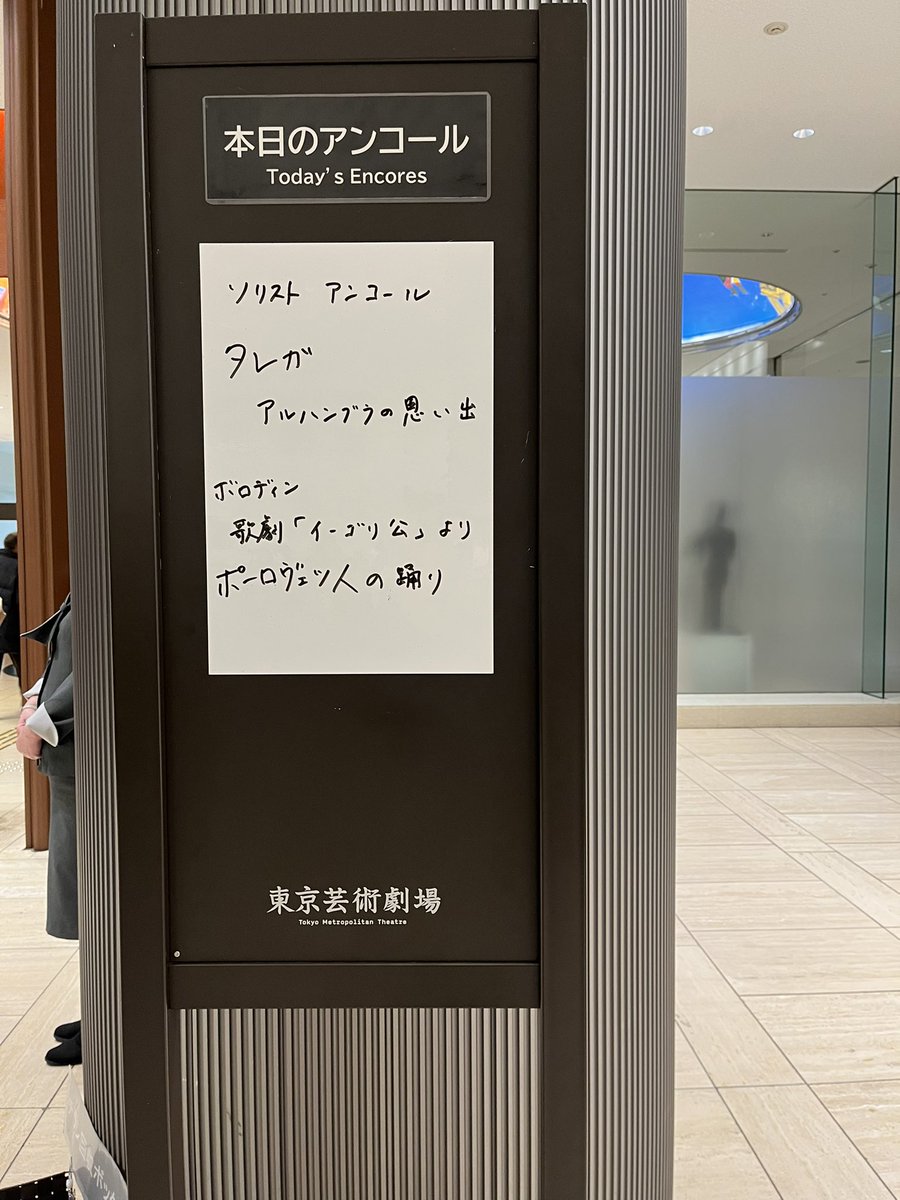 本日のアンコール
Today's Encores
ソリスト アンコール
タレガ
アルハンブラの思い出
ボロディン
歌劇「イーゴリ公」より
ポーロヴェツ人の踊り
東京芸術劇場
Tokyo Metropolitan Theatre